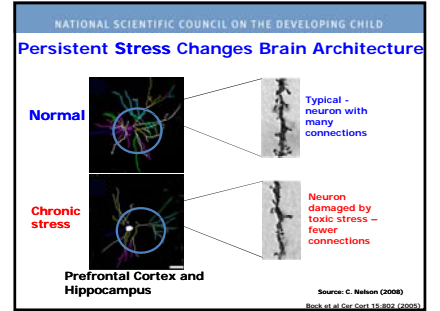 NATIONAL SCIENTIFIC COUNCIL ON THE DEVELOPING CHILD
Persistent Stress Changes Brain Architecture
Normal
Typical -
neuron with
many
connections
Chronic
stress
Neuron
damaged by
toxic stress –
fewer
connections
Prefrontal Cortex and
Hippocampus
Source: C. Nelson (2008)
Bock et al Cer Cort 15:802 (2005)